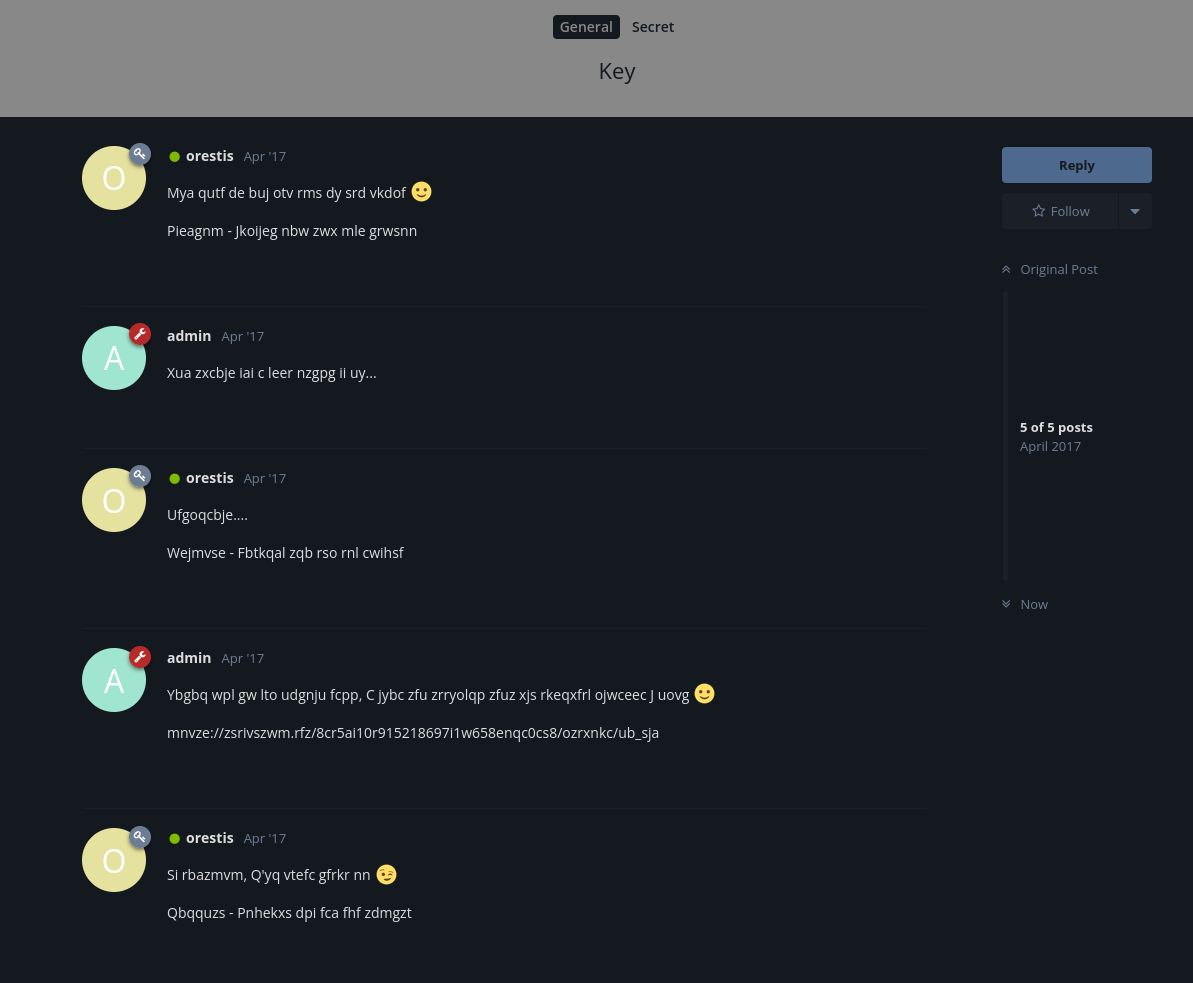 General Secret
Key
O
orestis Apr '17
Mya qutf de buj otv rms dy srd vkdof 🙂
Pieagnm - Jkoijeg nbw zwx mle grwsnn
Reply
Follow
Original Post
5 of 5 posts
April 2017
Now
A
admin Apr '17
Xua zxcbje iai c leer nzgpg ii uy...
O
orestis Apr '17
Ufgoqcbje....
Wejmvse - Fbtkqal zqb rso rnl cwihsf
A
admin Apr '17
Ybgbq wpl gw lto udgnju fcpp, C jybc zfu zrryolqp zfuz xjs rkeqxfrl ojwceec J uovg 🙂
mnvze://zsrivszwm.rfz/8cr5ai10r915218697i1w658enqc0cs8/ozrxnkc/ub_sja
O
orestis Apr '17
Si rbazmvm, Q'yq vtefc gfrkr nn 😉
Qbqquzs - Pnhekxs dpi fca fhf zdmgzt